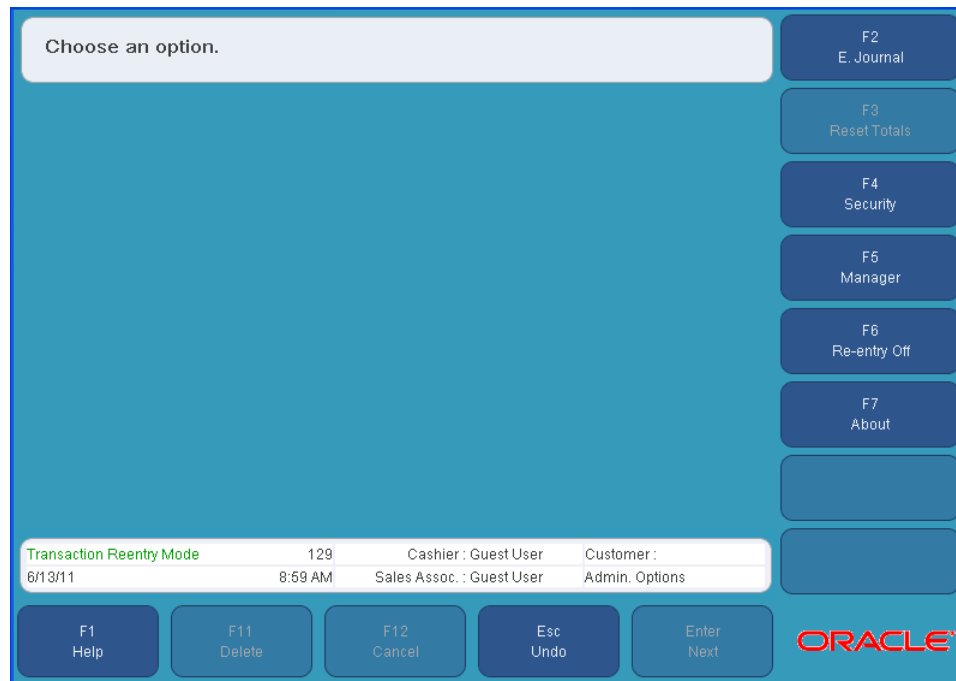 Choose an option.
F2
E. Journal
F3
Reset Totals
F4
Security
F5
Manager
F6
Re-entry Off
F7
About
Transaction Reentry Mode 129 Cashier : Guest User Customer :
6/13/11 8:59 AM Sales Assoc. : Guest User Admin. Options
F1
Help
F11
Delete
F12
Cancel
Esc
Undo
Enter
Next
ORACLE